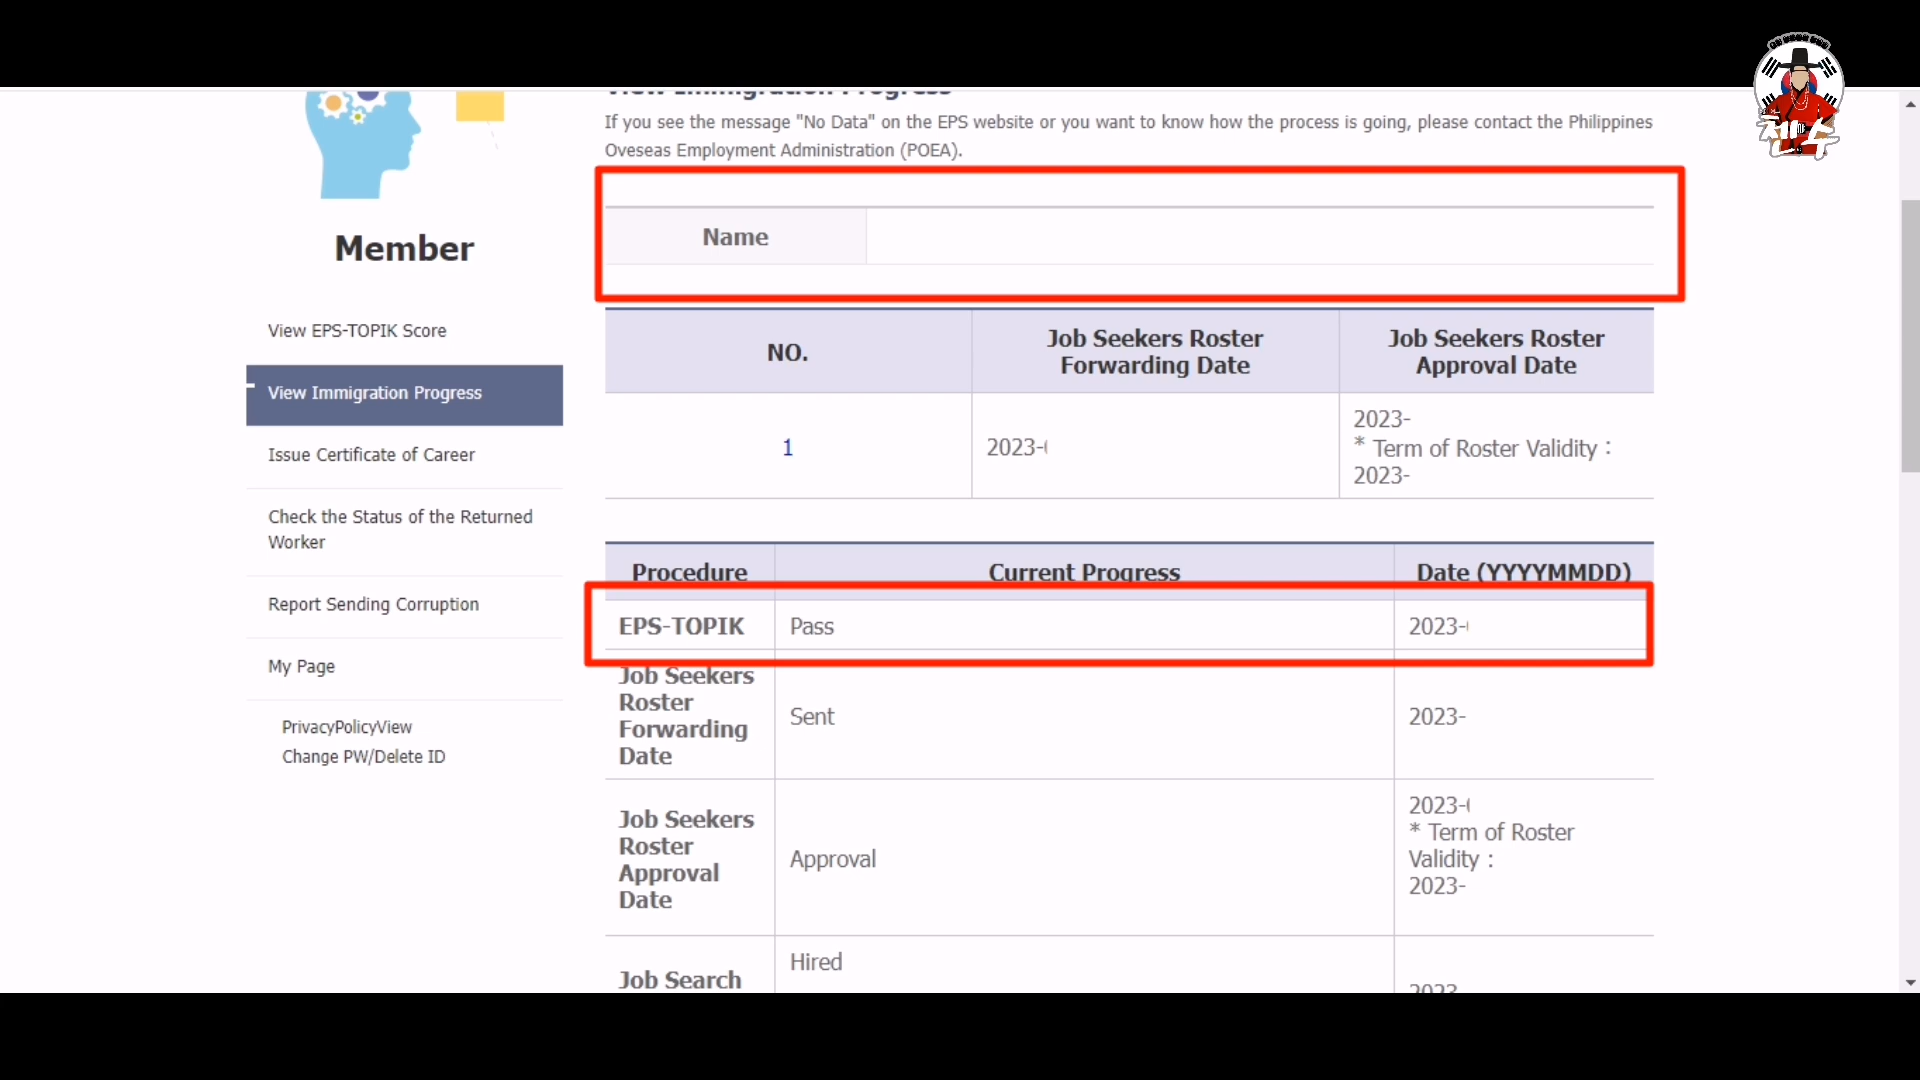 View Immigration Progress
If you see the message "No Data" on the EPS website or you want to know how the process is going, please contact the Philippines
Overseas Employment Administration (POEA).
Member
View EPS-TOPIK Score
View Immigration Progress
Issue Certificate of Career
Check the Status of the Returned
Worker
Report Sending Corruption
My Page
PrivacyPolicyView
Change PW/Delete ID
Name
NO.
Job Seekers Roster
Forwarding Date
Job Seekers Roster
Approval Date
1
2023-
2023-
* Term of Roster Validity :
2023-
Procedure
Current Progress
Date (YYYYMMDD)
EPS-TOPIK
Pass
2023-
Job Seekers
Roster
Forwarding
Date
Sent
2023-
Job Seekers
Roster
Approval
Date
Approval
2023-
* Term of Roster
Validity :
2023-
Job Search
Hired
2023